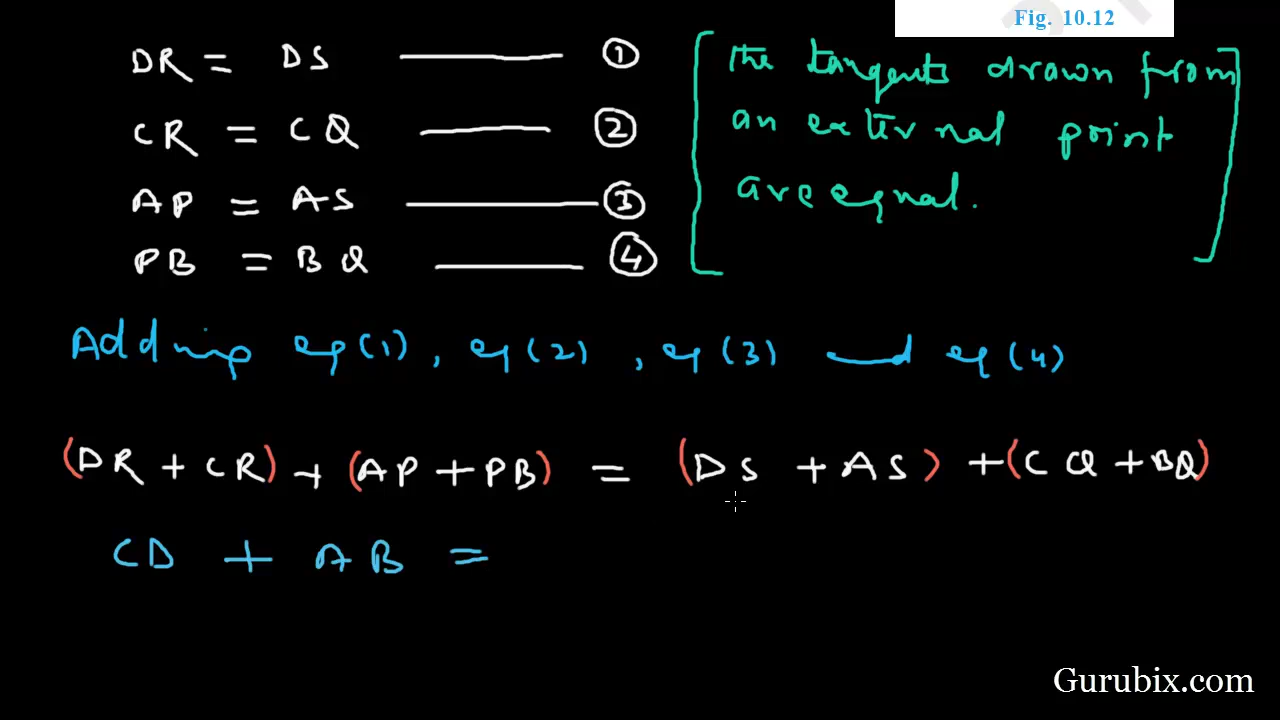 Fig. 10.12
DR = DS ——— ①
CR = CQ ——— ②
AP = AS ——— ③
PB = BQ ——— ④
[the tangents drawn from
an external point
are equal.]
Adding eq(1), eq(2), eq(3) and eq(4)
(DR + CR) + (AP + PB) = (DS + AS) + (CQ + BQ)
CD + AB =
Gurubix.com